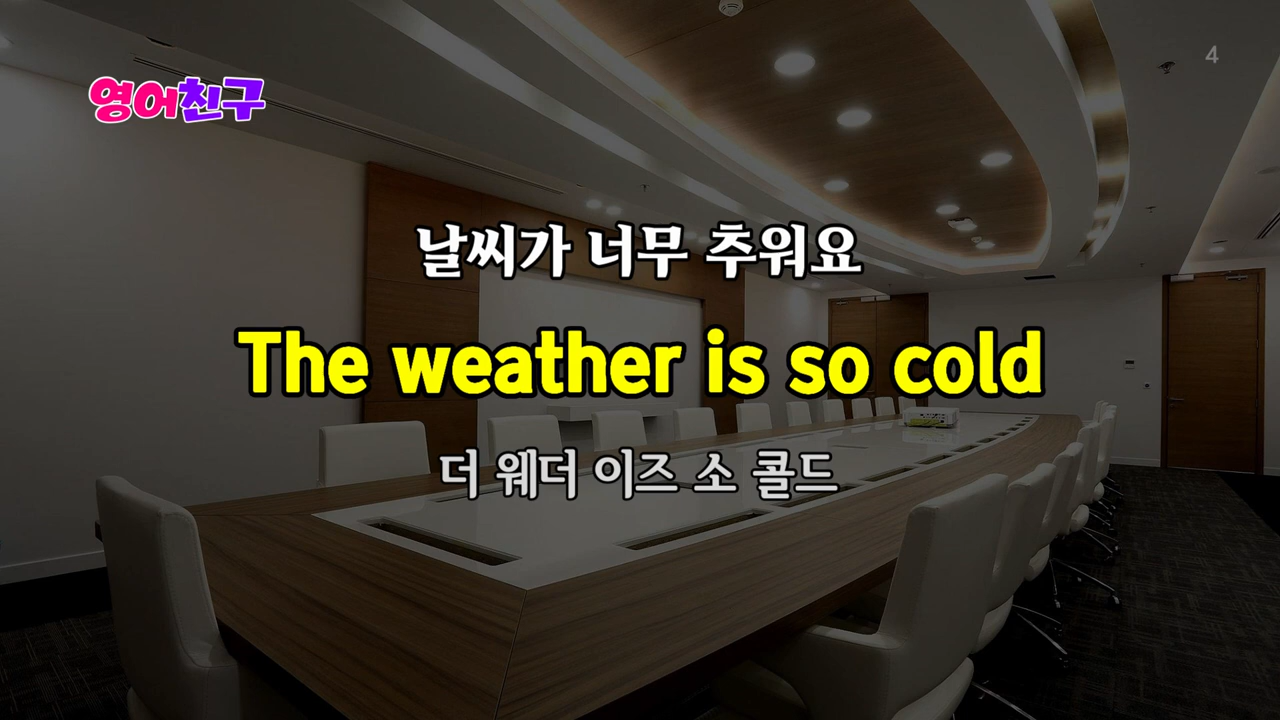 4
영어친구
날씨가 너무 추워요
The weather is so cold
더 웨더 이즈 소 콜드